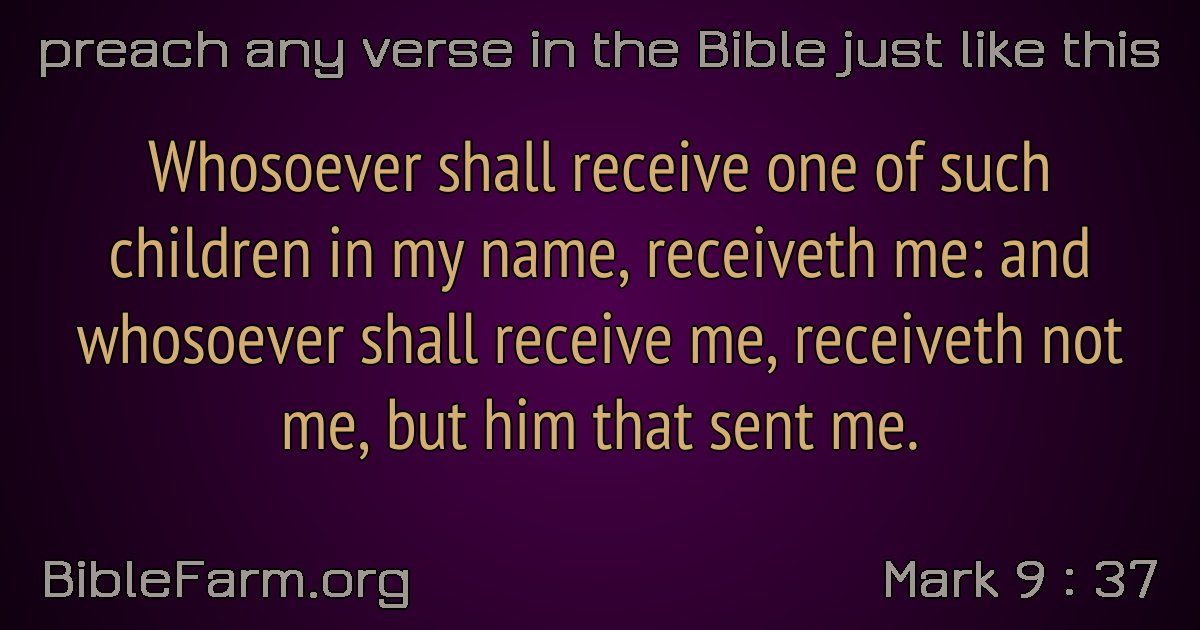 preach any verse in the Bible just like this
Whosoever shall receive one of such
children in my name, receiveth me: and
whosoever shall receive me, receiveth not
me, but him that sent me.
BibleFarm.org
Mark 9 : 37